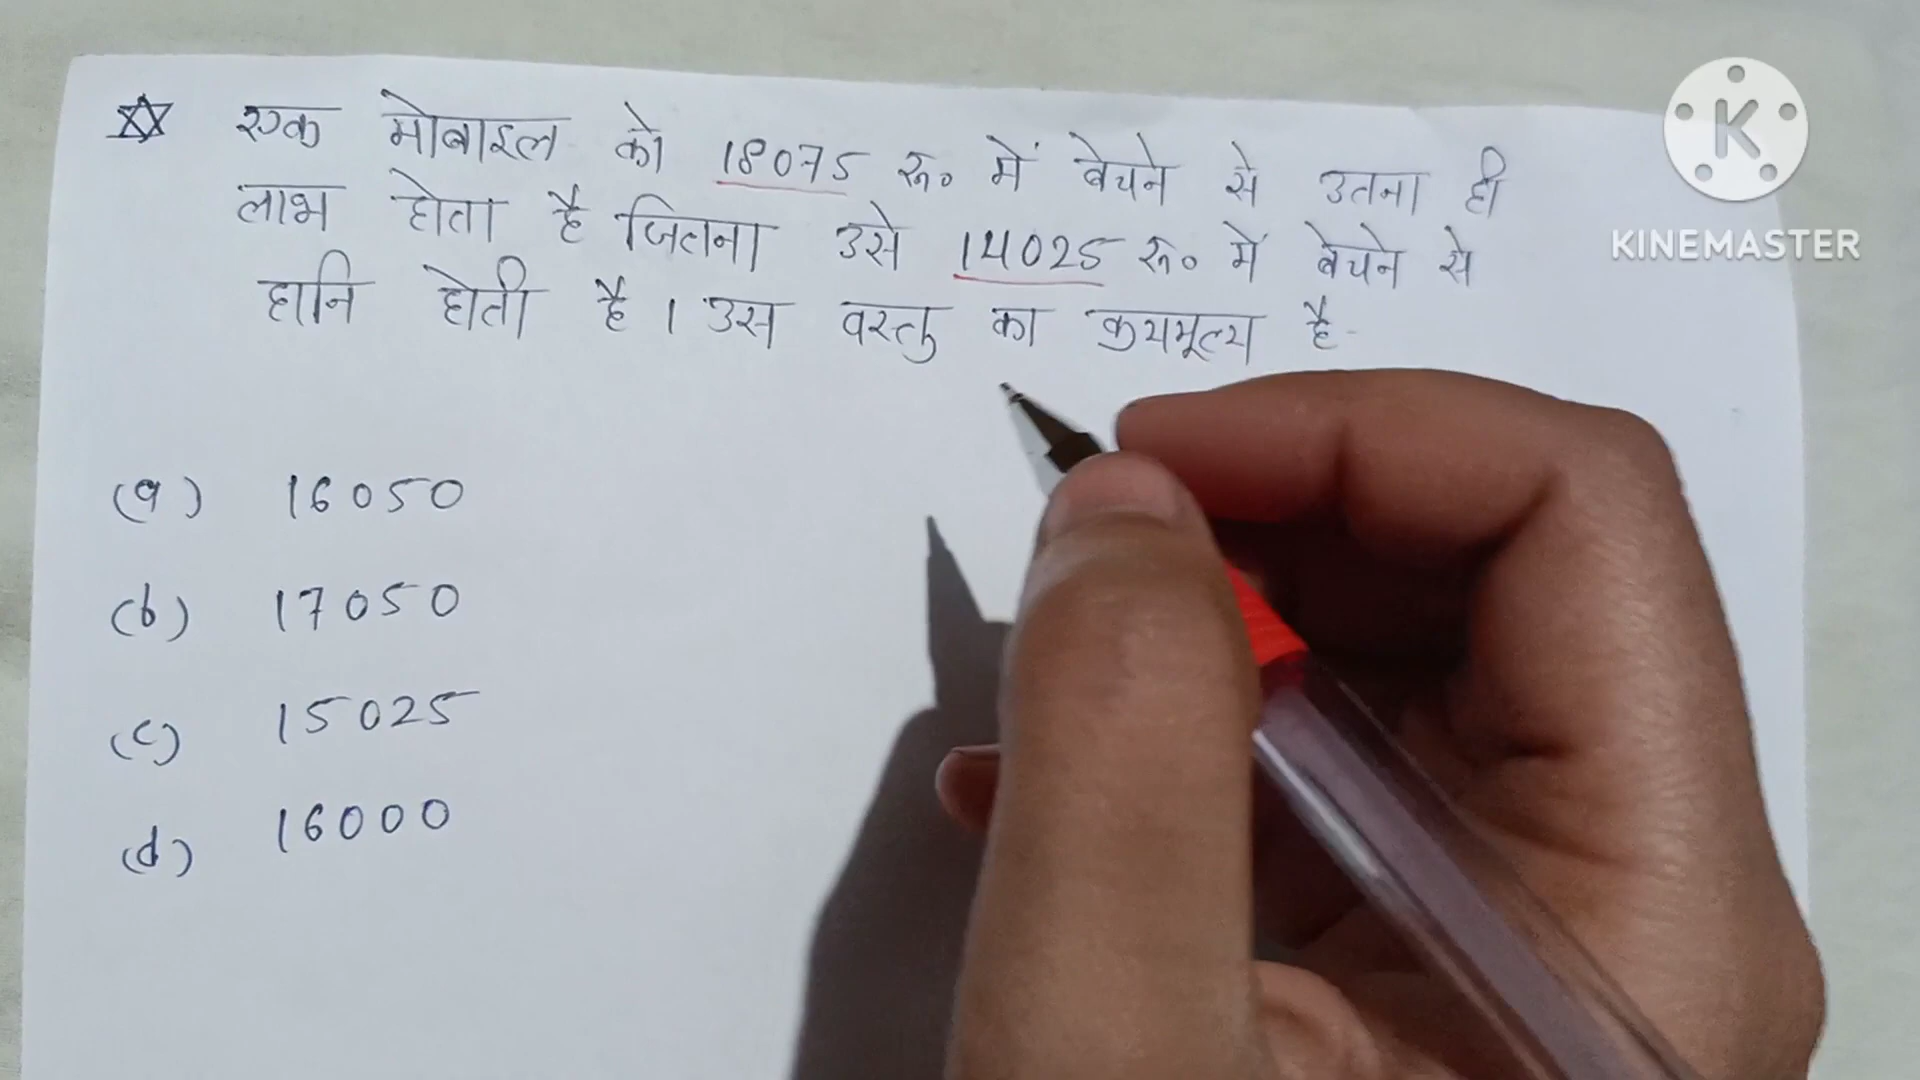 एक मोबाइल को 18075 रू० में बेचने से उतना ही
लाभ होता है जितना उसे 14025 रू० में बेचने से
हानि होती है । उस वस्तु का क्रयमूल्य है-
(a) 16050
(b) 17050
(c) 15025
(d) 16000
K
KINEMASTER